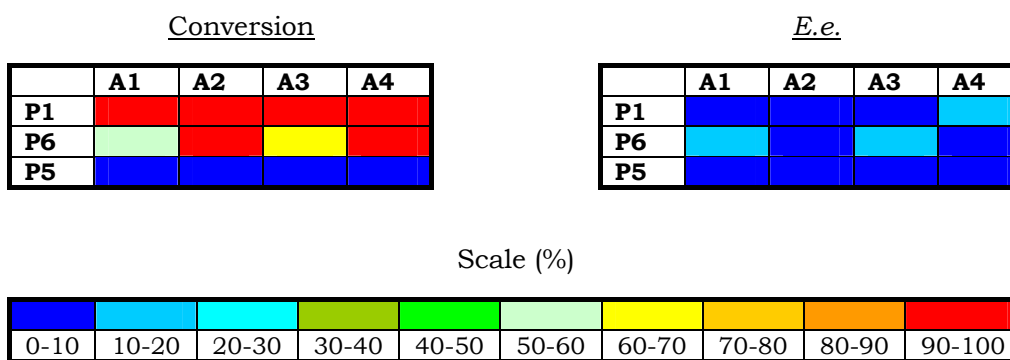 Conversion E.e.
A1 A2 A3 A4 A1 A2 A3 A4
P1 P1
P6 P6
P5 P5
Scale (%)
0-10 10-20 20-30 30-40 40-50 50-60 60-70 70-80 80-90 90-100